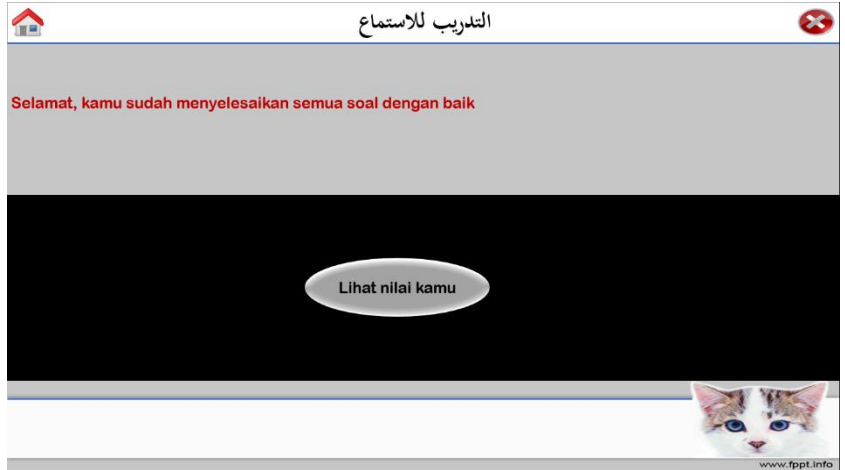 التدريب للاستماع
Selamat, kamu sudah menyelesaikan semua soal dengan baik
Lihat nilai kamu
www.fppt.info